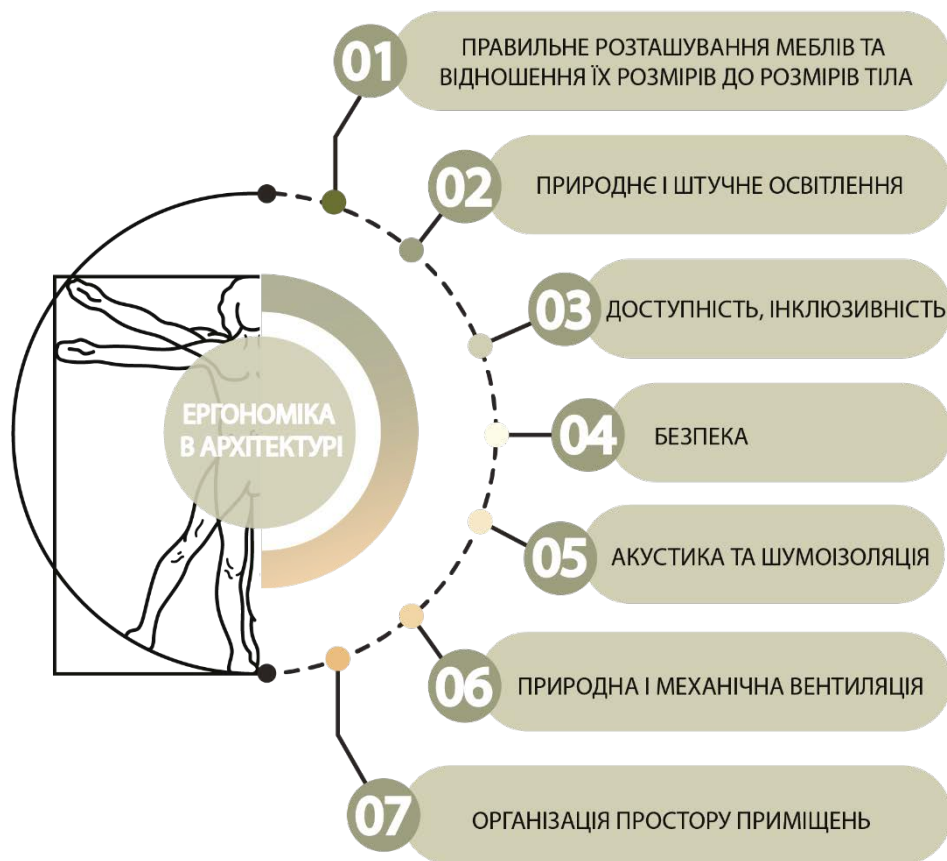 01
ПРАВИЛЬНЕ РОЗТАШУВАННЯ МЕБЛІВ ТА
ВІДНОШЕННЯ ЇХ РОЗМІРІВ ДО РОЗМІРІВ ТІЛА
02
ПРИРОДНЄ І ШТУЧНЕ ОСВІТЛЕННЯ
03
ДОСТУПНІСТЬ, ІНКЛЮЗИВНІСТЬ
ЕРГОНОМІКА
В АРХІТЕКТУРІ
04
БЕЗПЕКА
05
АКУСТИКА ТА ШУМОІЗОЛЯЦІЯ
06
ПРИРОДНА І МЕХАНІЧНА ВЕНТИЛЯЦІЯ
07
ОРГАНІЗАЦІЯ ПРОСТОРУ ПРИМІЩЕНЬ